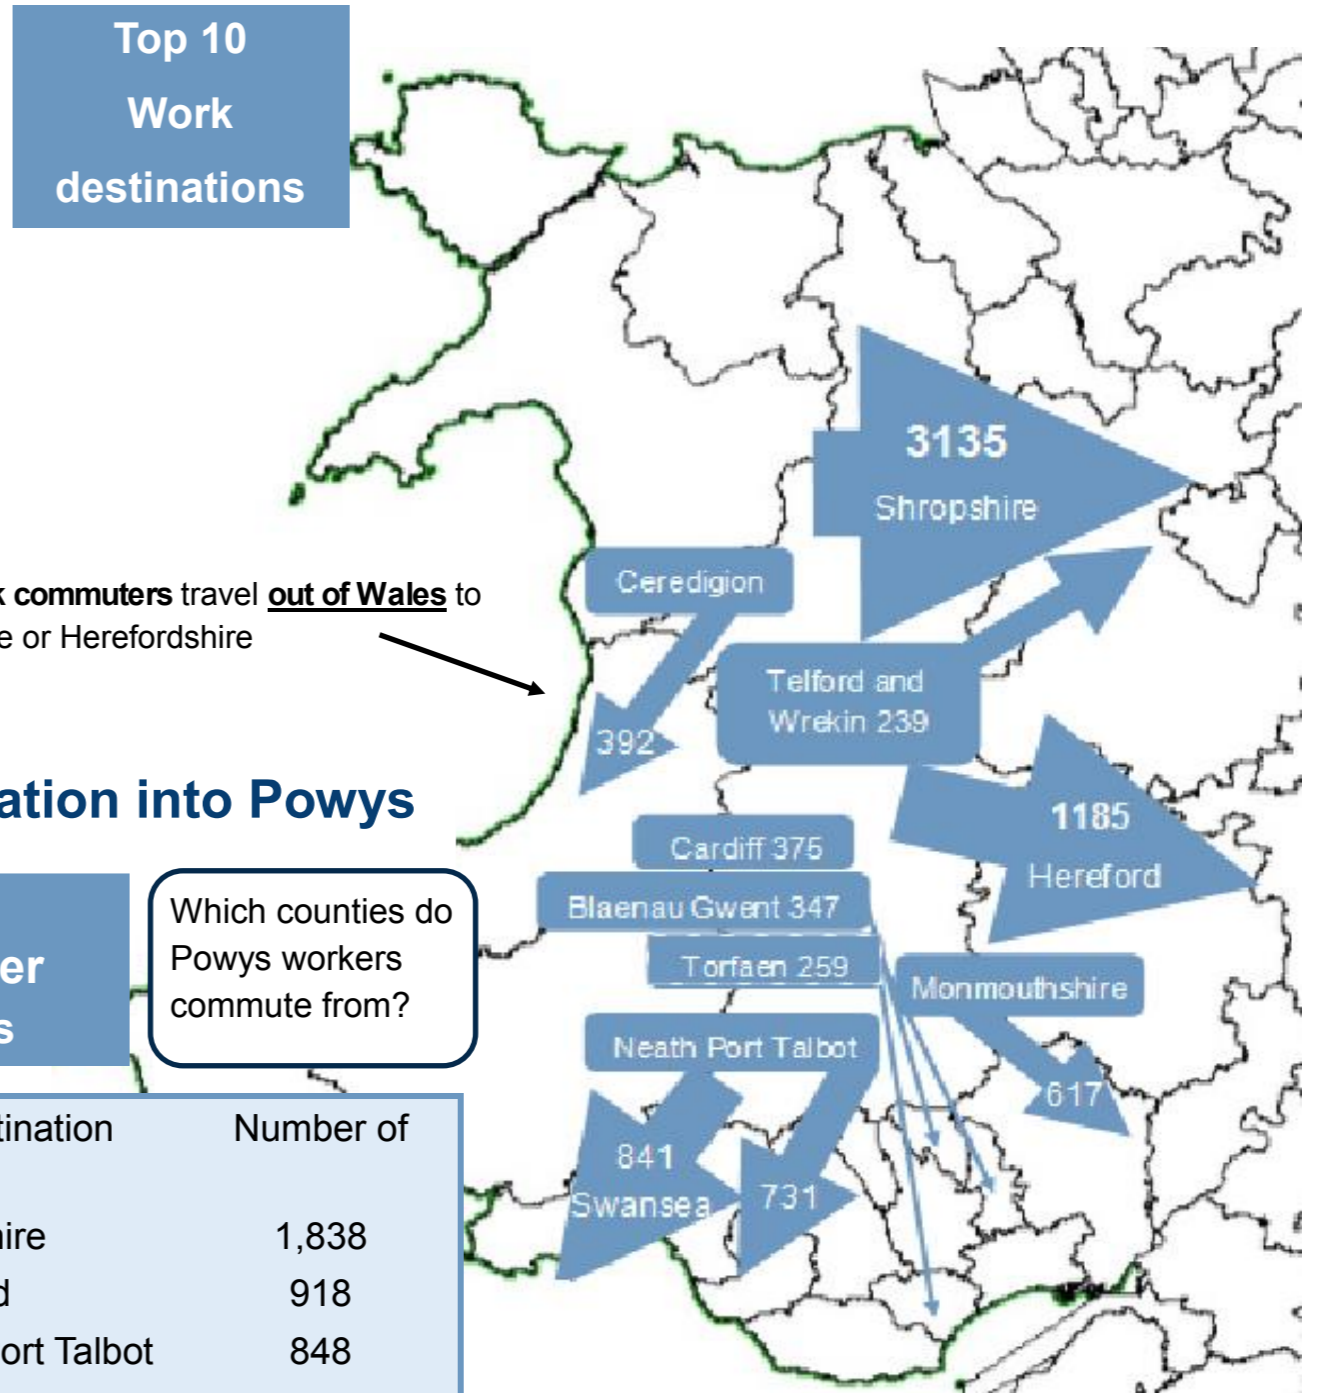 Top 10
Work
destinations
3135
Shropshire
Ceredigion
k commuters travel out of Wales to
e or Herefordshire
392
Telford and
Wrekin 239
1185
Hereford
ation into Powys
Cardiff 375
Blaenau Gwent 347
Torfaen 259
Monmouthshire
617
Neath Port Talbot
841
Swansea
731
er
s
Which counties do
Powys workers
commute from?
tination Number of
hire 1,838
d 918
ort Talbot 848